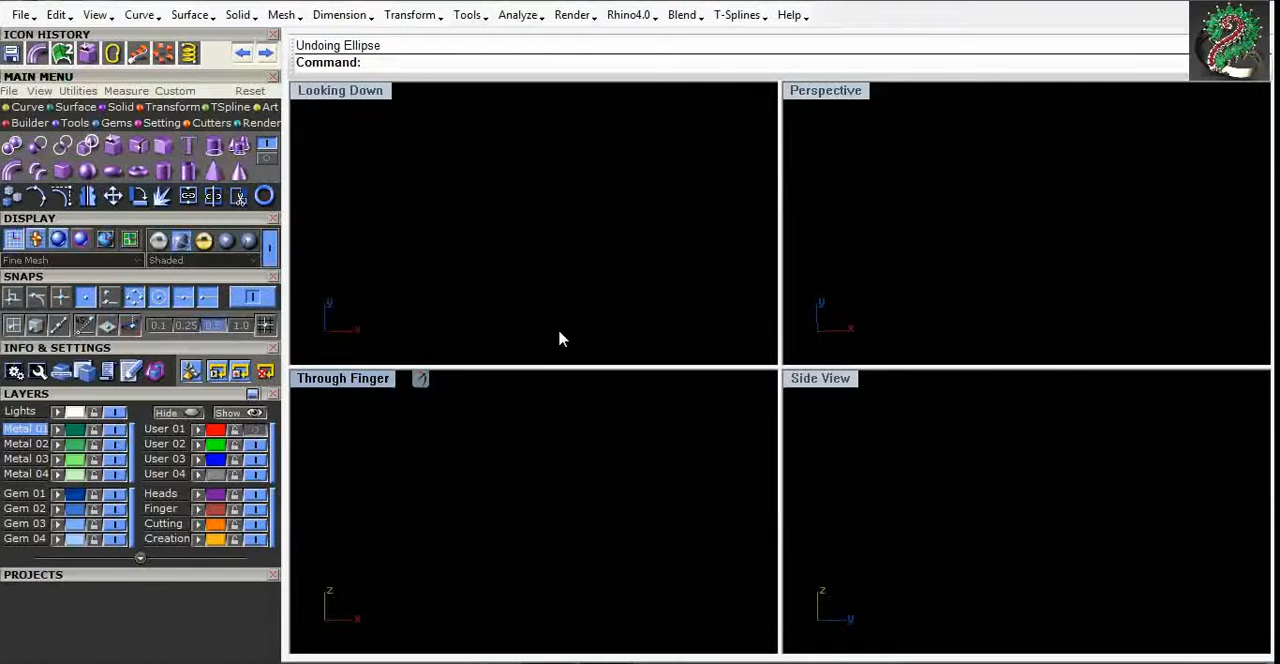 File Edit View Curve Surface Solid Mesh Dimension Transform Tools Analyze Render Rhino4.0 Blend T-Splines Help
ICON HISTORY
Undoing Ellipse
Command:
MAIN MENU
File View Utilities Measure Custom Reset
Curve Surface Solid Transform TSpline Art
Builder Tools Gems Setting Cutters Render
Looking Down
Perspective
DISPLAY
Fine Mesh Shaded
SNAPS
0.1 0.25 0.5 1.0
y x
y x
INFO & SETTINGS
Through Finger
Side View
LAYERS
Lights Hide Show
Metal 01 User 01
Metal 02 User 02
Metal 03 User 03
Metal 04 User 04
Gem 01 Heads
Gem 02 Finger
Gem 03 Cutting
Gem 04 Creation
PROJECTS
z x
z y